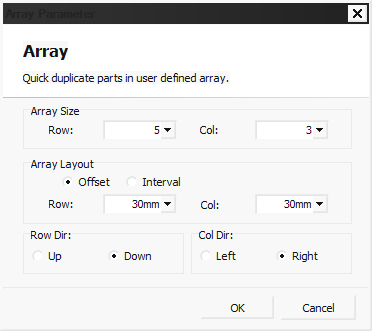 Array Parameter
Array
Quick duplicate parts in user defined array.
Array Size
Row: 5 Col: 3
Array Layout
Offset Interval
Row: 30mm Col: 30mm
Row Dir: Col Dir:
Up Down Left Right
OK Cancel